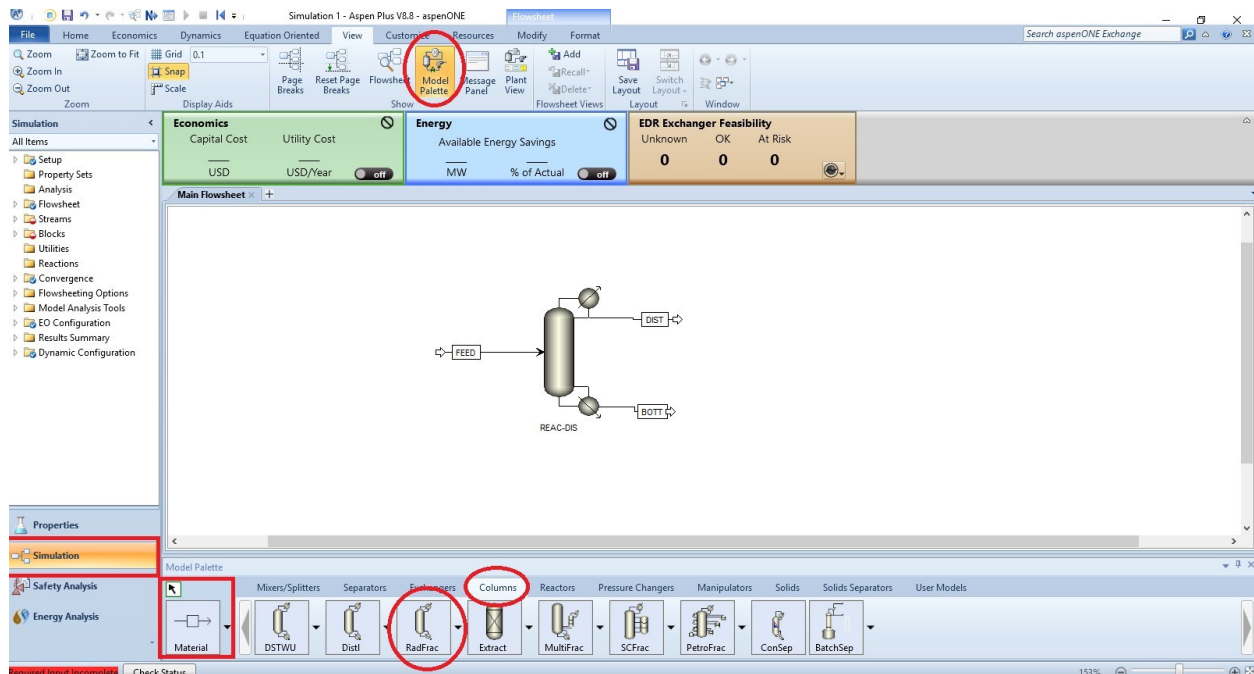 Simulation 1 - Aspen Plus V8.8 - aspenONE
Flowsheet
File Home Economics Dynamics Equation Oriented View Customize Resources Modify Format Search aspenONE Exchange
Zoom Zoom to Fit Grid 0.1 Add
Zoom In Snap Recall
Zoom Out Scale Delete
Page Breaks Reset Page Breaks Flowsheet Model Palette Message Panel Plant View Save Layout Switch Layout
Zoom Display Aids Show Flowsheet Views Layout Window
Simulation <
All Items
Economics
Capital Cost Utility Cost
USD USD/Year off
Energy
Available Energy Savings
MW % of Actual off
EDR Exchanger Feasibility
Unknown OK At Risk
0 0 0
Main Flowsheet × +
Setup
Property Sets
Analysis
Flowsheet
Streams
Blocks
Utilities
Reactions
Convergence
Flowsheeting Options
Model Analysis Tools
EO Configuration
Results Summary
Dynamic Configuration
DIST
FEED
BOTT
REAC-DIS
Properties
Simulation
Safety Analysis
Energy Analysis
Model Palette
Mixers/Splitters Separators Exchangers Columns Reactors Pressure Changers Manipulators Solids Solids Separators User Models
Material DSTWU Distl RadFrac Extract MultiFrac SCFrac PetroFrac ConSep BatchSep
Required Input Incomplete Check Status 153%